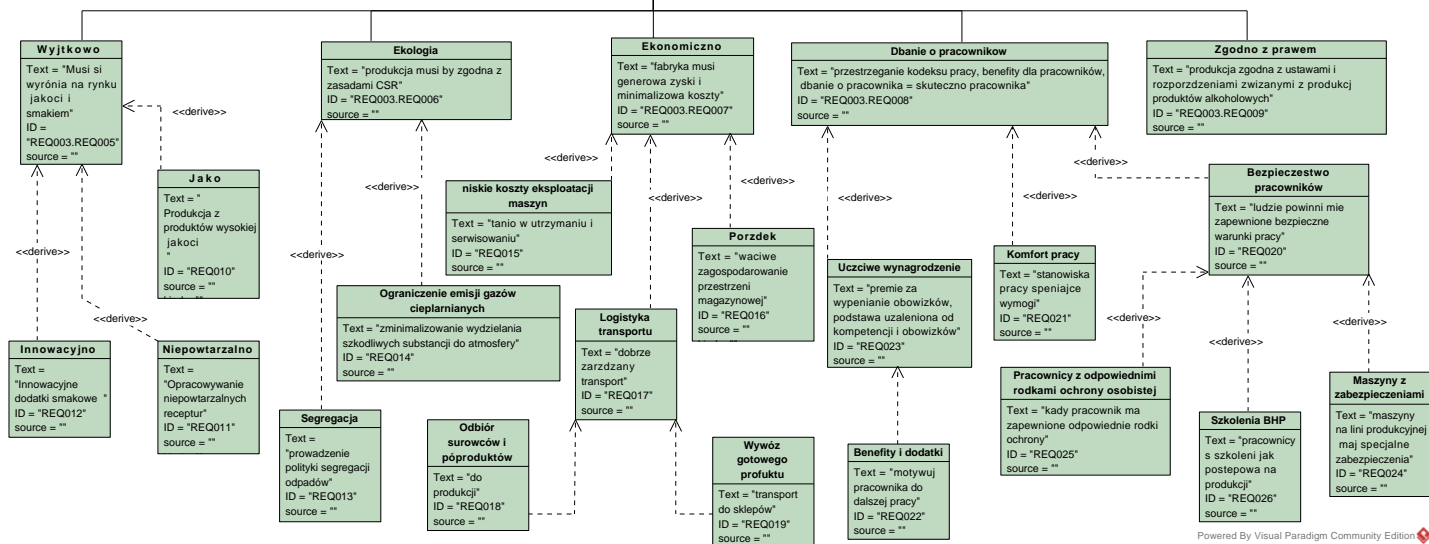 Wyjtkowo
Text = "Musi si
wyrónia na rynku
jakoci i
smakiem"
ID =
"REQ003.REQ005"
source = ""
Ekologia
Text = "produkcja musi by zgodna z
zasadami CSR"
ID = "REQ003.REQ006"
source = ""
Ekonomiczno
Text = "fabryka musi
generowa zyski i
minimalizowa koszty"
ID = "REQ003.REQ007"
source = ""
Dbanie o pracownikow
Text = "przestrzeganie kodeksu pracy, benefity dla pracowników,
dbanie o pracownika = skuteczno pracownika"
ID = "REQ003.REQ008"
source = ""
Zgodno z prawem
Text = "produkcja zgodna z ustawami i
rozporzdzeniami zwizanymi z produkcj
produktów alkoholowych"
ID = "REQ003.REQ009"
source = ""
<<derive>>
<<derive>>
<<derive>>
<<derive>>
<<derive>>
<<derive>>
<<derive>>
<<derive>>
<<derive>>
<<derive>>
<<derive>>
<<derive>>
<<derive>>
<<derive>>
Jako
Text = "
Produkcja z
produktów wysokiej
jakoci
"
ID = "REQ010"
source = ""
niskie koszty eksploatacji
maszyn
Text = "tanio w utrzymaniu i
serwisowaniu"
ID = "REQ015"
source = ""
Bezpieczestwo
pracowników
Text = "ludzie powinni mie
zapewnione bezpieczne
warunki pracy"
ID = "REQ020"
source = ""
Porzdek
Text = "waciwe
zagospodarowanie
przestrzeni
magazynowej"
ID = "REQ016"
source = ""
Komfort pracy
Text = "stanowiska
pracy speniajce
wymogi"
ID = "REQ021"
source = ""
Uczciwe wynagrodzenie
Text = "premie za
wypenianie obowizków,
podstawa uzaleniona od
kompetencji i obowizków"
ID = "REQ023"
source = ""
Ograniczenie emisji gazów
cieplarnianych
Text = "zminimalizowanie wydzielania
szkodliwych substancji do atmosfery"
ID = "REQ014"
source = ""
Logistyka
transportu
Text = "dobrze
zarzdzany
transport"
ID = "REQ017"
source = ""
Innowacyjno
Text =
"Innowacyjne
dodatki smakowe "
ID = "REQ012"
source = ""
Niepowtarzalno
Text =
"Opracowywanie
niepowtarzalnych
receptur"
ID = "REQ011"
source = ""
Pracownicy z odpowiednimi
rodkami ochrony osobistej
Text = "kady pracownik ma
zapewnione odpowiednie rodki
ochrony"
ID = "REQ025"
source = ""
Maszyny z
zabezpieczeniami
Text = "maszyny
na lini produkcyjnej
maj specjalne
zabezpieczenia"
ID = "REQ024"
source = ""
Segregacja
Text =
"prowadzenie
polityki segregacji
odpadów"
ID = "REQ013"
source = ""
Odbiór
surowców i
póproduktów
Text = "do
produkcji"
ID = "REQ018"
source = ""
Wywóz
gotowego
profuktu
Text = "transport
do sklepów"
ID = "REQ019"
source = ""
Benefity i dodatki
Text = "motywuj
pracownika do
dalszej pracy"
ID = "REQ022"
source = ""
Szkolenia BHP
Text = "pracownicy
s szkoleni jak
postepowa na
produkcji"
ID = "REQ026"
source = ""
Powered By Visual Paradigm Community Edition